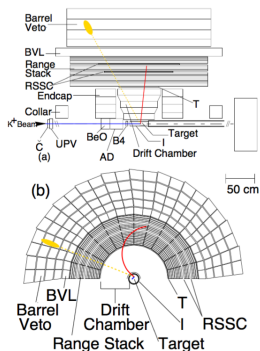 Barrel
Veto
BVL
Range
Stack
RSSC
Endcap
T
Collar
K+Beam
C
(a)
UPV
BeO
AD
B4
Target
I
Drift Chamber
50 cm
(b)
BVL
Barrel
Veto
Drift
Chamber
Range Stack
T
I
Target
RSSC